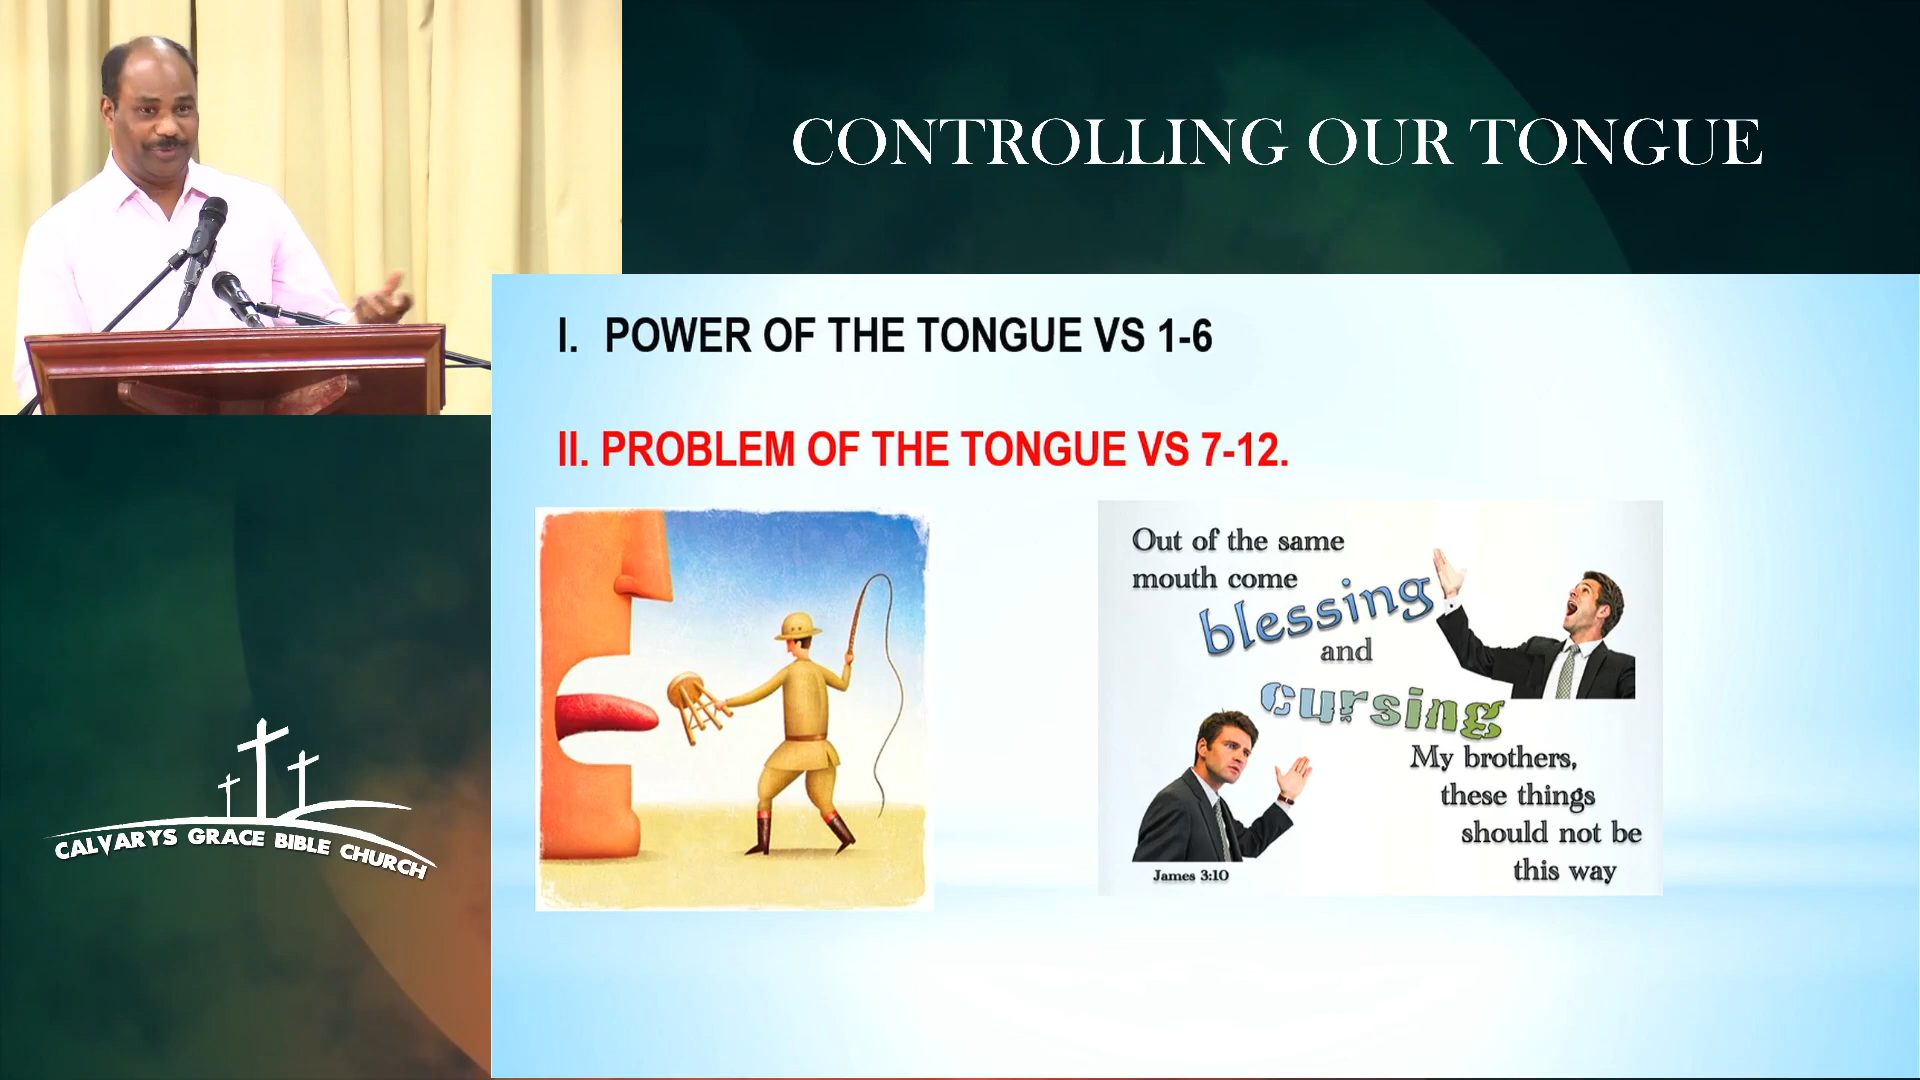 CONTROLLING OUR TONGUE
I. POWER OF THE TONGUE VS 1-6
II. PROBLEM OF THE TONGUE VS 7-12.
Out of the same
mouth come
blessing
and
cursing
My brothers,
these things
should not be
this way
James 3:10
CALVARYS GRACE BIBLE CHURCH